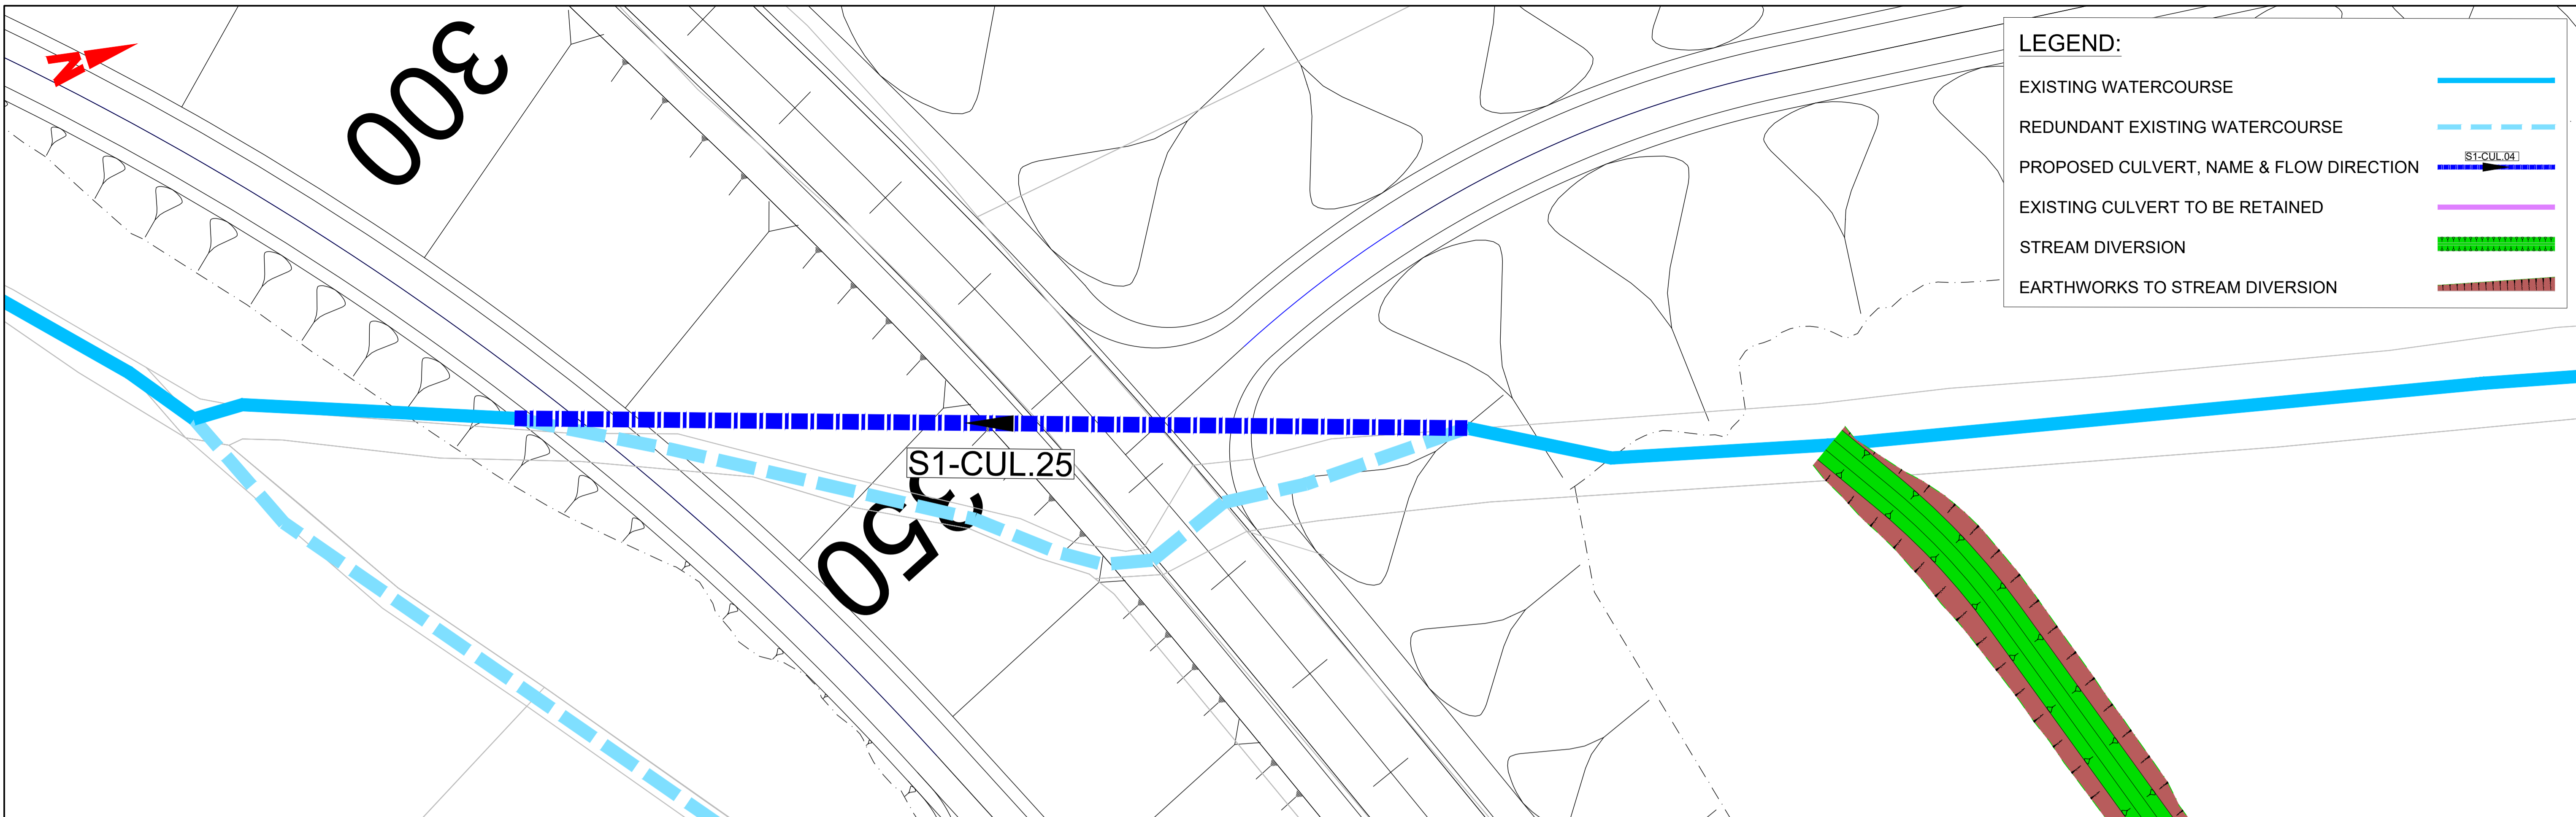 N
300
LEGEND:
EXISTING WATERCOURSE
REDUNDANT EXISTING WATERCOURSE
PROPOSED CULVERT, NAME & FLOW DIRECTION
S1-CUL.04
EXISTING CULVERT TO BE RETAINED
STREAM DIVERSION
EARTHWORKS TO STREAM DIVERSION
S1-CUL.25
350